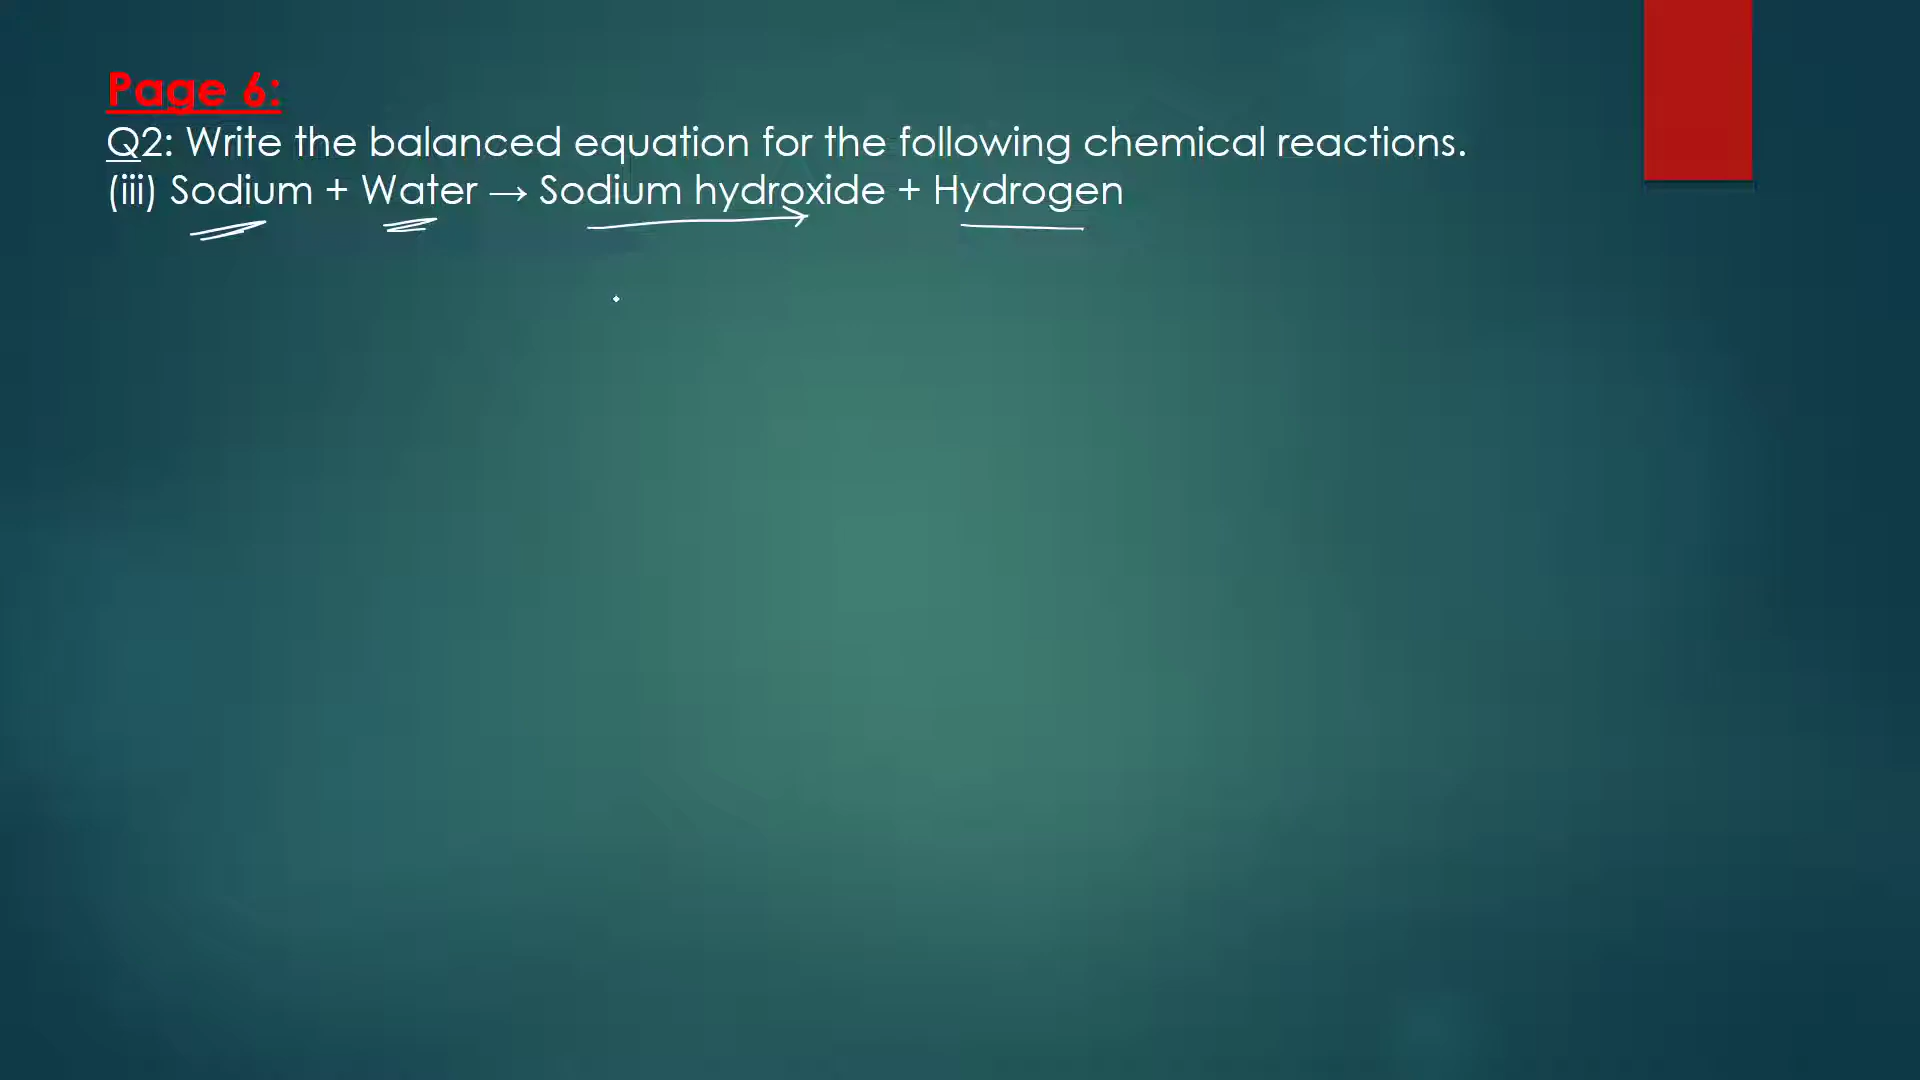 Page 6:
Q2: Write the balanced equation for the following chemical reactions.
(iii) Sodium + Water → Sodium hydroxide + Hydrogen